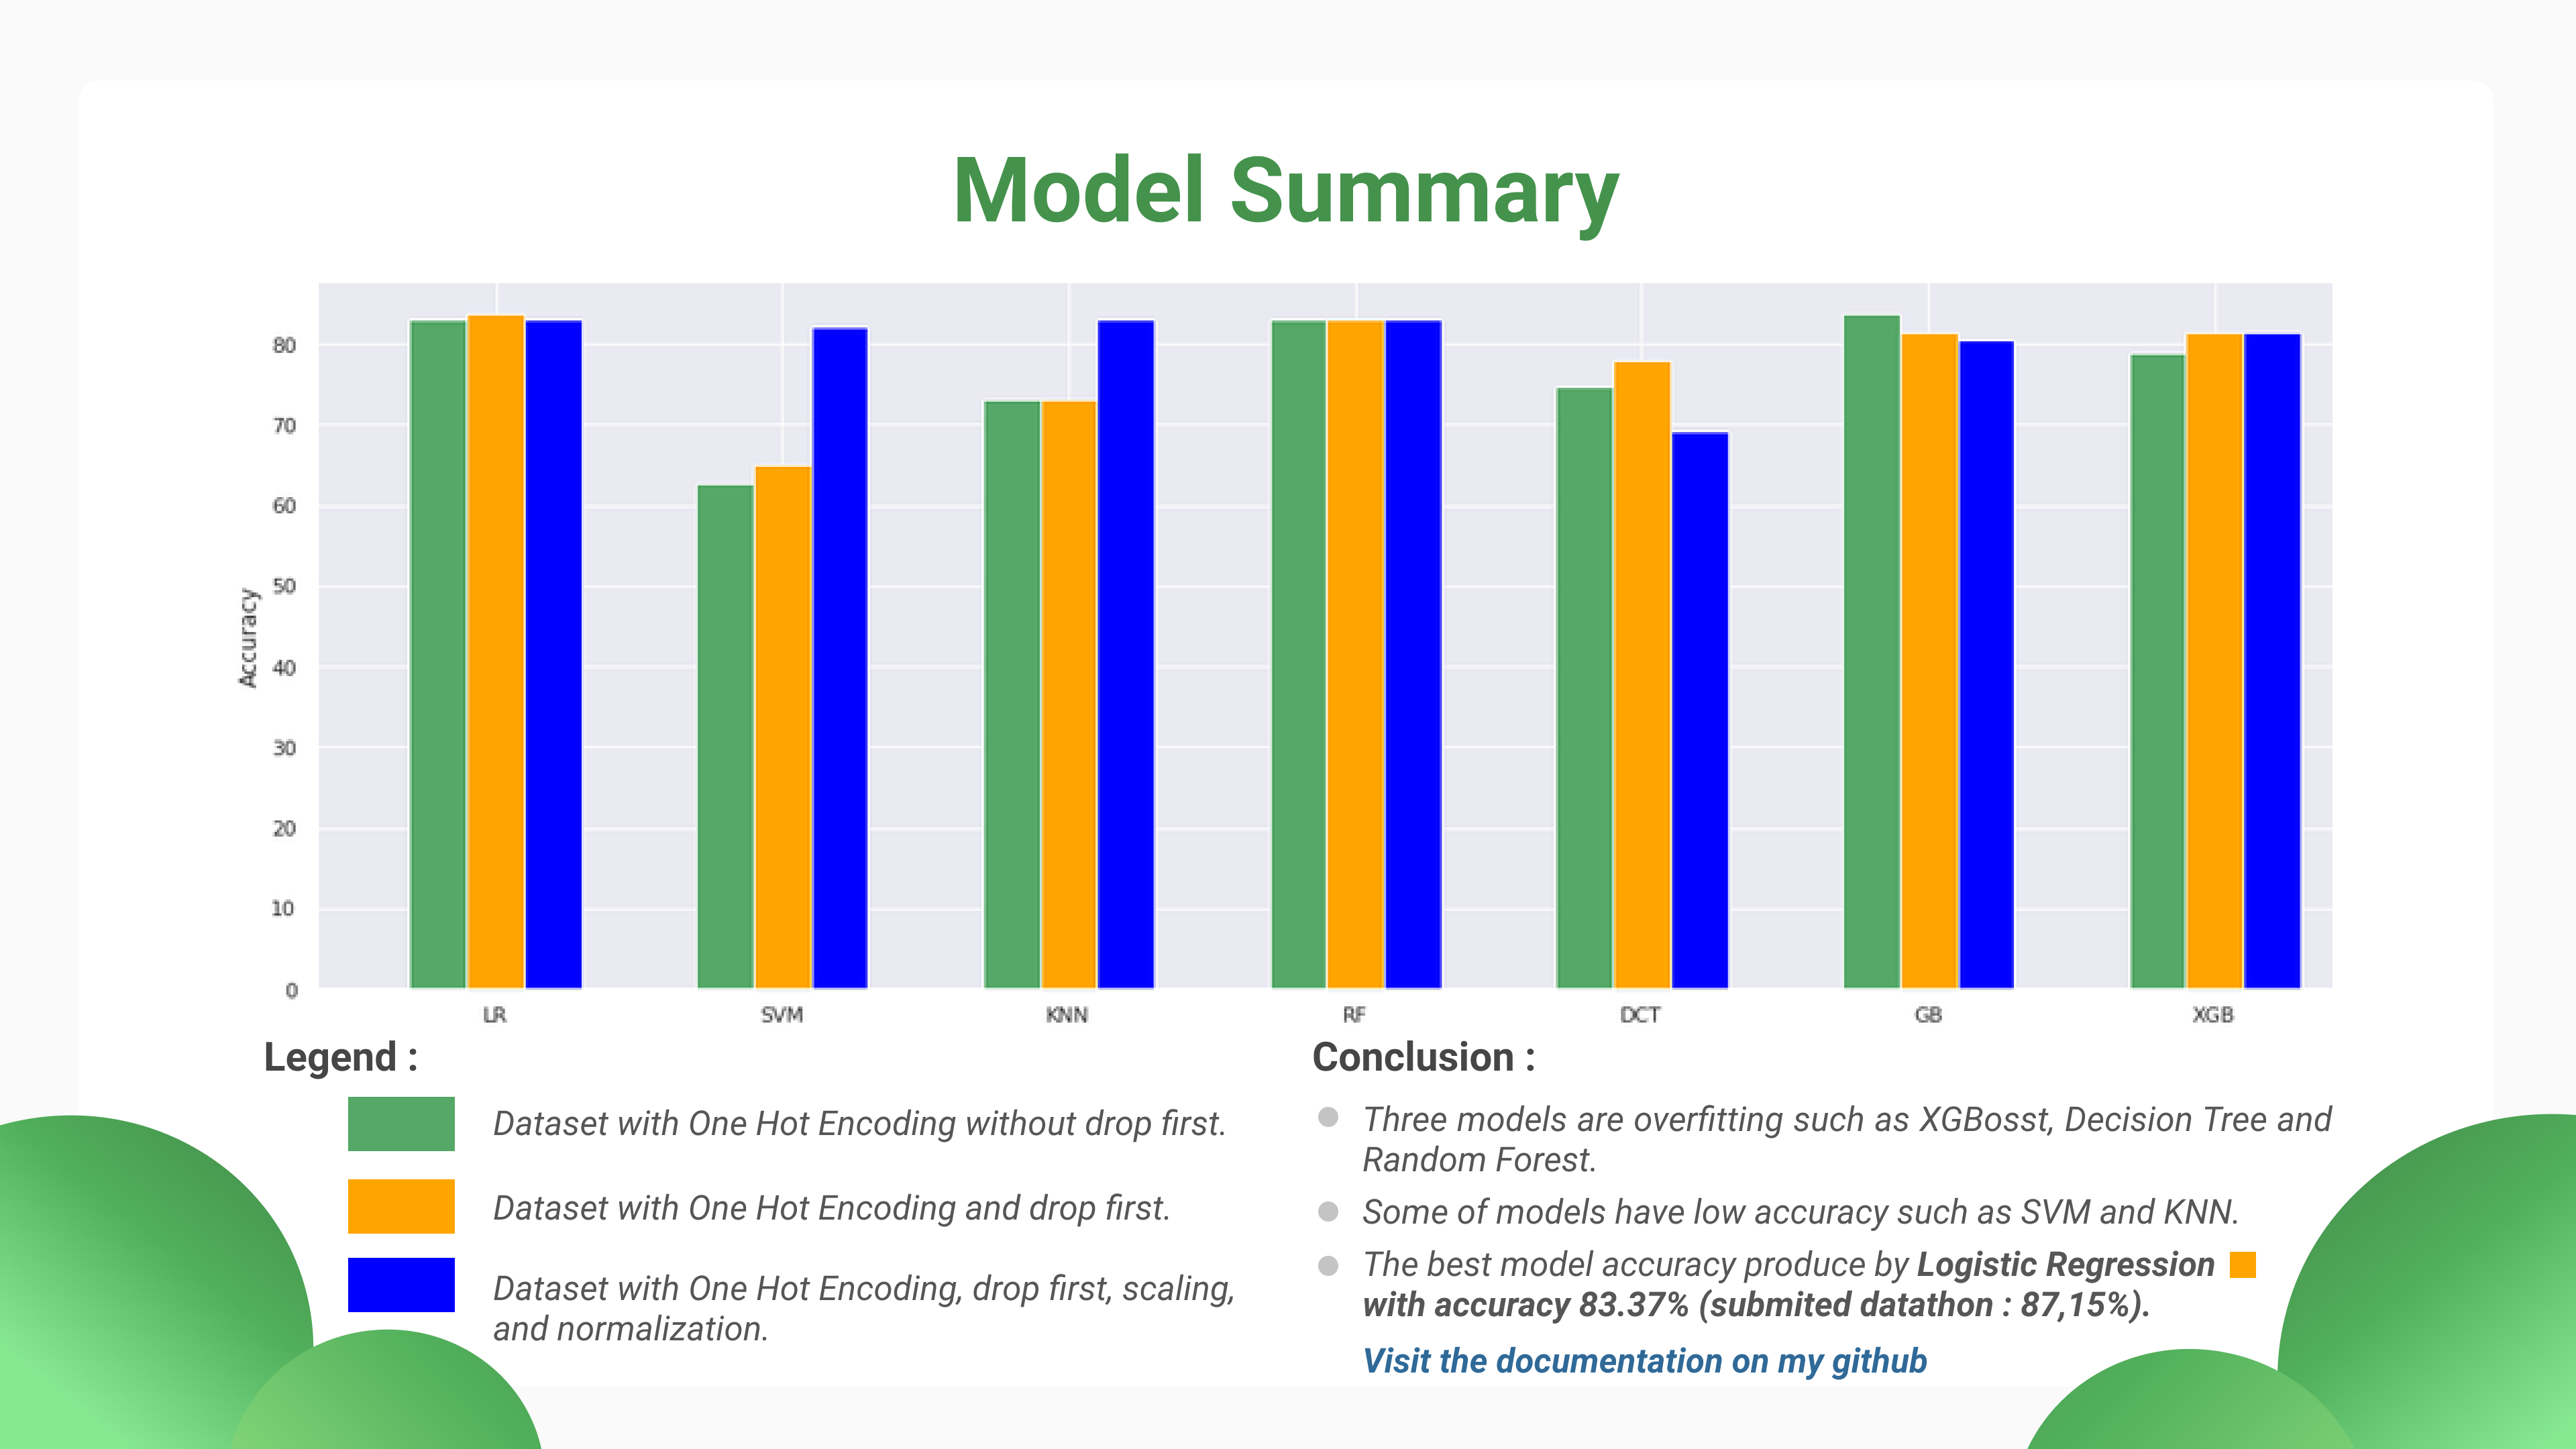 Model Summary
80
70
60
50
40
30
20
10
0
Accuracy
LR SVM KNN RF DCT GB XGB
Legend :
Dataset with One Hot Encoding without drop first.
Dataset with One Hot Encoding and drop first.
Dataset with One Hot Encoding, drop first, scaling,
and normalization.
Conclusion :
Three models are overfitting such as XGBosst, Decision Tree and
Random Forest.
Some of models have low accuracy such as SVM and KNN.
The best model accuracy produce by Logistic Regression
with accuracy 83.37% (submited datathon : 87,15%).
Visit the documentation on my github